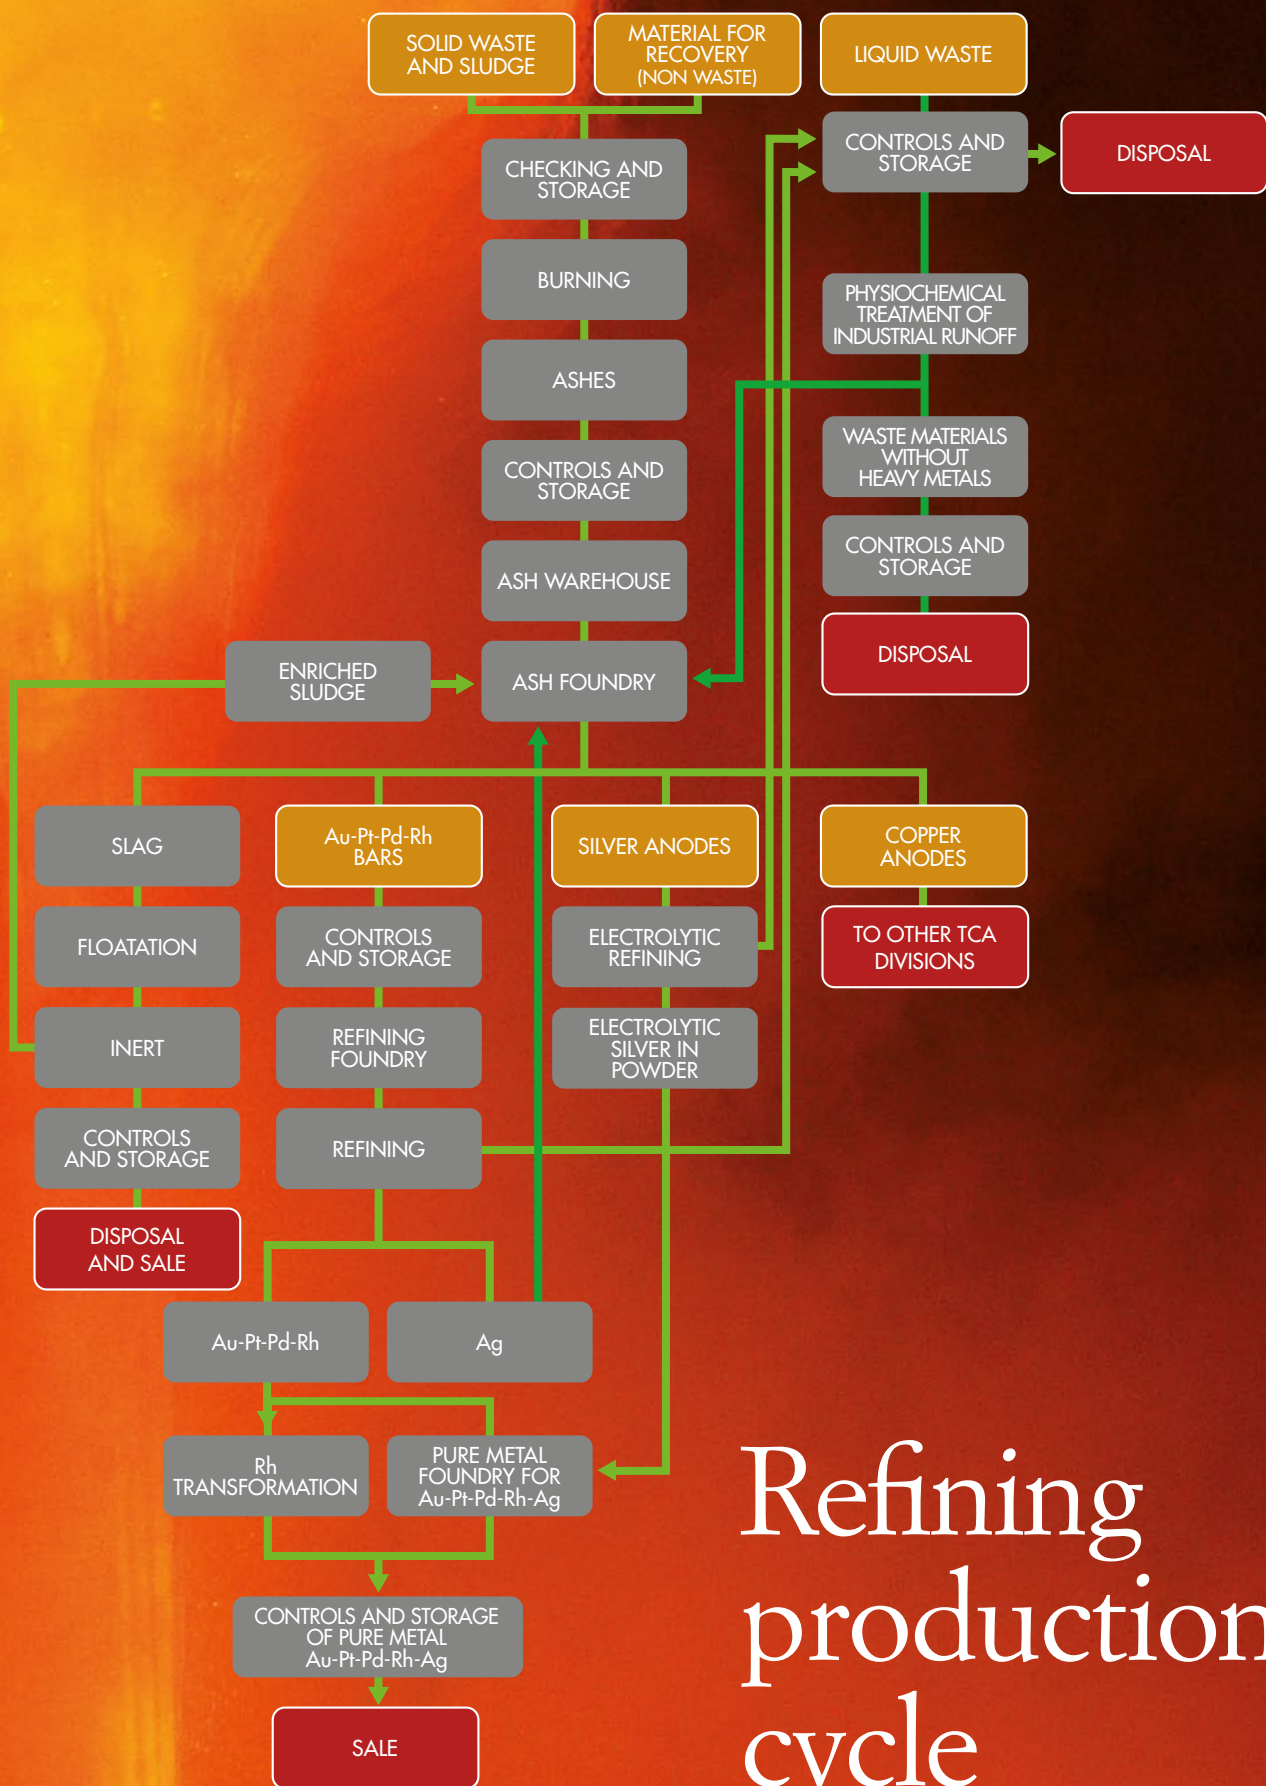 SOLID WASTE
AND SLUDGE
MATERIAL FOR
RECOVERY
(NON WASTE)
LIQUID WASTE
CHECKING AND
STORAGE
CONTROLS AND
STORAGE
DISPOSAL
BURNING
PHYSIOCHEMICAL
TREATMENT OF
INDUSTRIAL RUNOFF
ASHES
CONTROLS AND
STORAGE
WASTE MATERIALS
WITHOUT
HEAVY METALS
ASH WAREHOUSE
CONTROLS AND
STORAGE
ENRICHED
SLUDGE
ASH FOUNDRY
DISPOSAL
SLAG
Au-Pt-Pd-Rh
BARS
SILVER ANODES
COPPER
ANODES
FLOATATION
CONTROLS
AND STORAGE
ELECTROLYTIC
REFINING
TO OTHER TCA
DIVISIONS
INERT
REFINING
FOUNDRY
ELECTROLYTIC
SILVER IN
POWDER
CONTROLS
AND STORAGE
REFINING
DISPOSAL
AND SALE
Au-Pt-Pd-Rh
Ag
Rh
TRANSFORMATION
PURE METAL
FOUNDRY FOR
Au-Pt-Pd-Rh-Ag
CONTROLS AND STORAGE
OF PURE METAL
Au-Pt-Pd-Rh-Ag
SALE
Refining
production
cycle